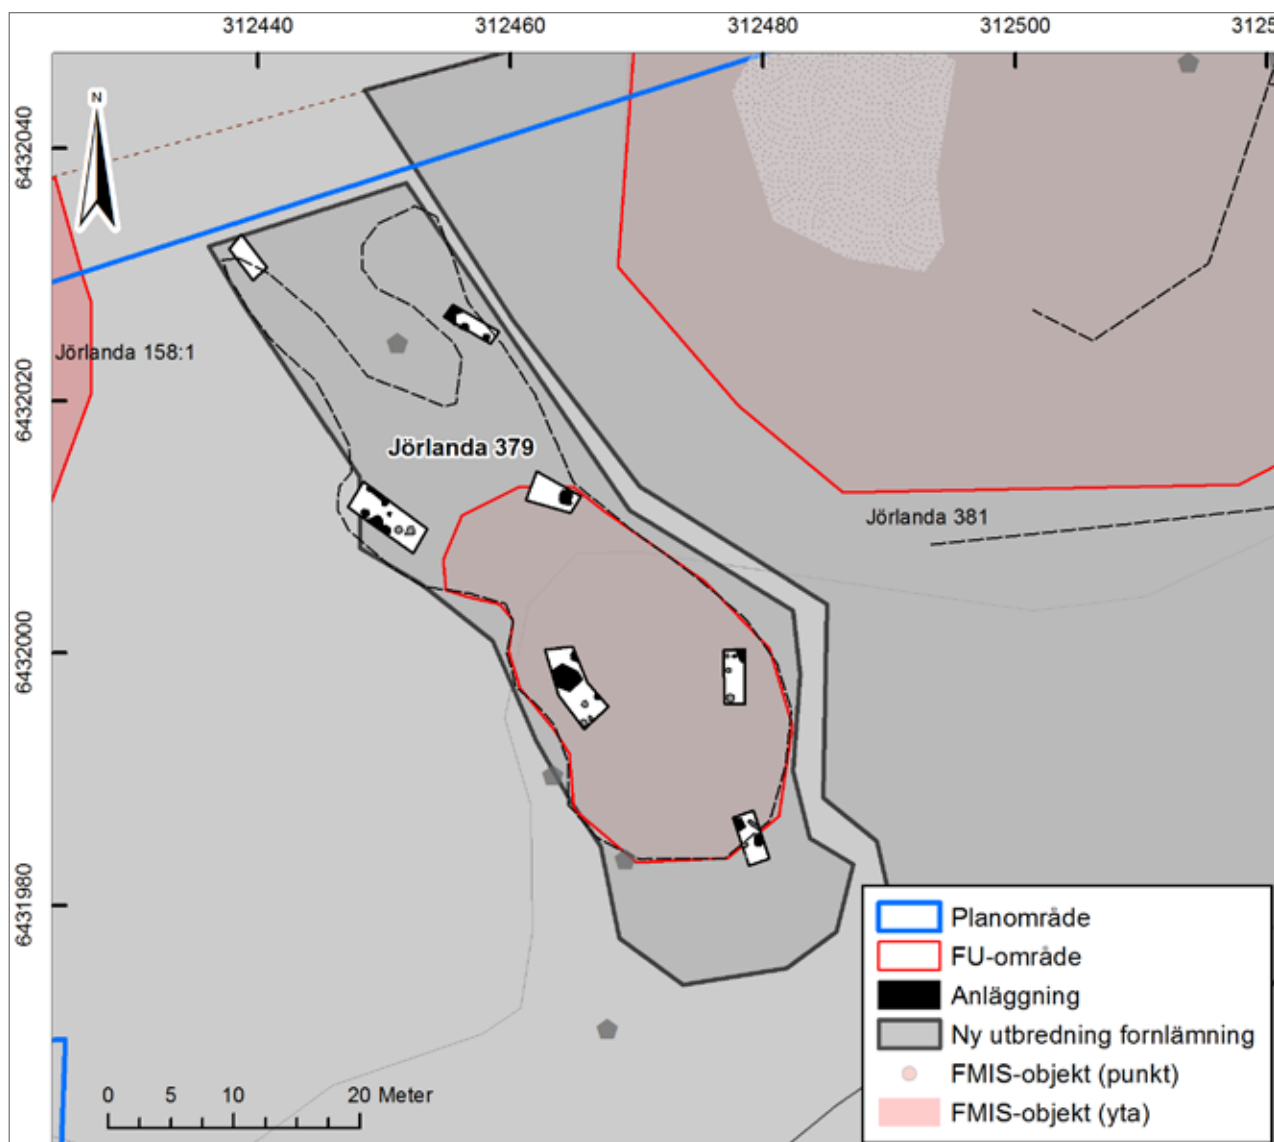 312440 312460 312480 312500 3125
N
6432040
6432020
6432000
6431980
Jörlanda 158:1
Jörlanda 379
Jörlanda 381
0 5 10 20 Meter
Planområde
FU-område
Anläggning
Ny utbredning fornlämning
FMIS-objekt (punkt)
FMIS-objekt (yta)